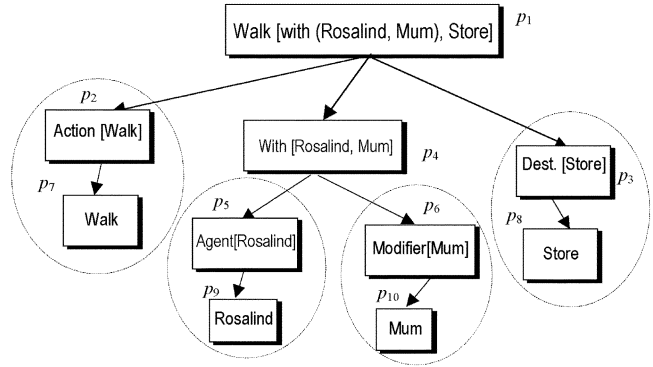 Walk [with (Rosalind, Mum), Store]
p1
p2
Action [Walk]
With [Rosalind, Mum]
p4
Dest. [Store]
p3
p7
Walk
p5
Agent[Rosalind]
p6
Modifier[Mum]
p8
Store
p9
Rosalind
p10
Mum